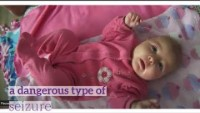 a dangerous type of
seizure